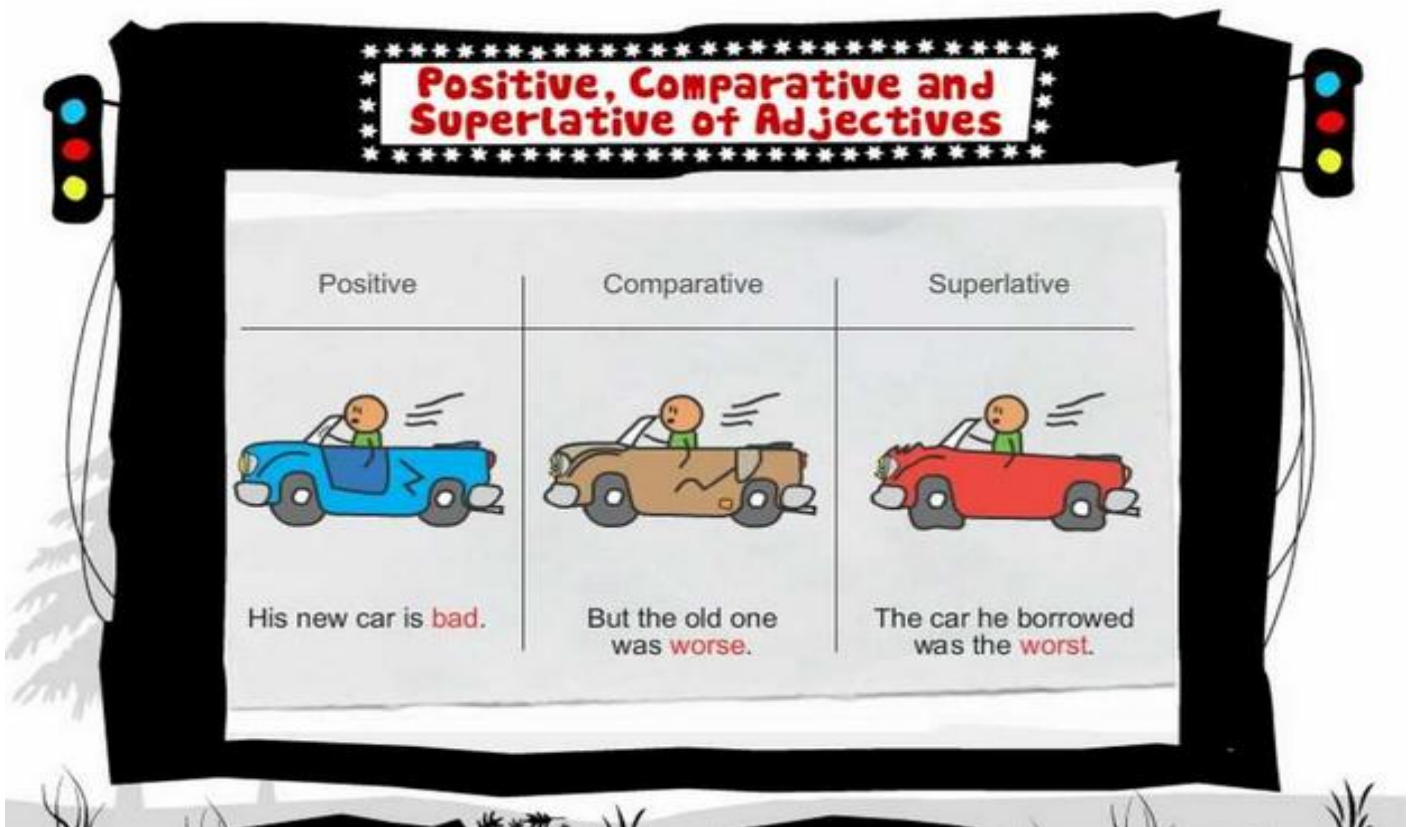 Positive, Comparative and
Superlative of Adjectives
Positive
Comparative
Superlative
His new car is bad.
But the old one
was worse.
The car he borrowed
was the worst.